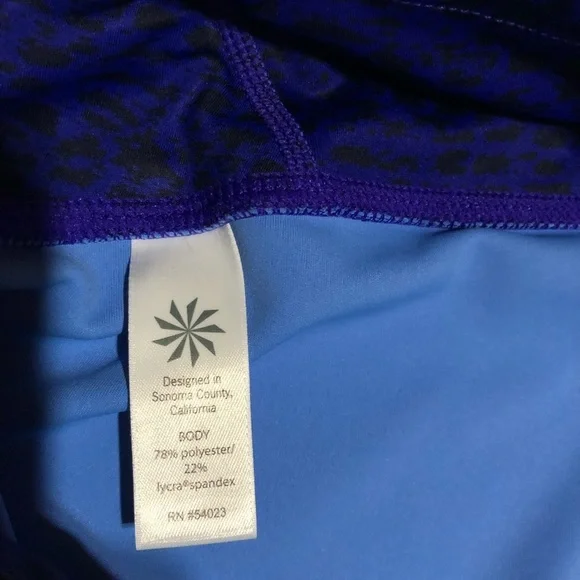 Designed in
Sonoma County,
California
BODY
78% polyester/
22%
lycra®spandex
RN #54023